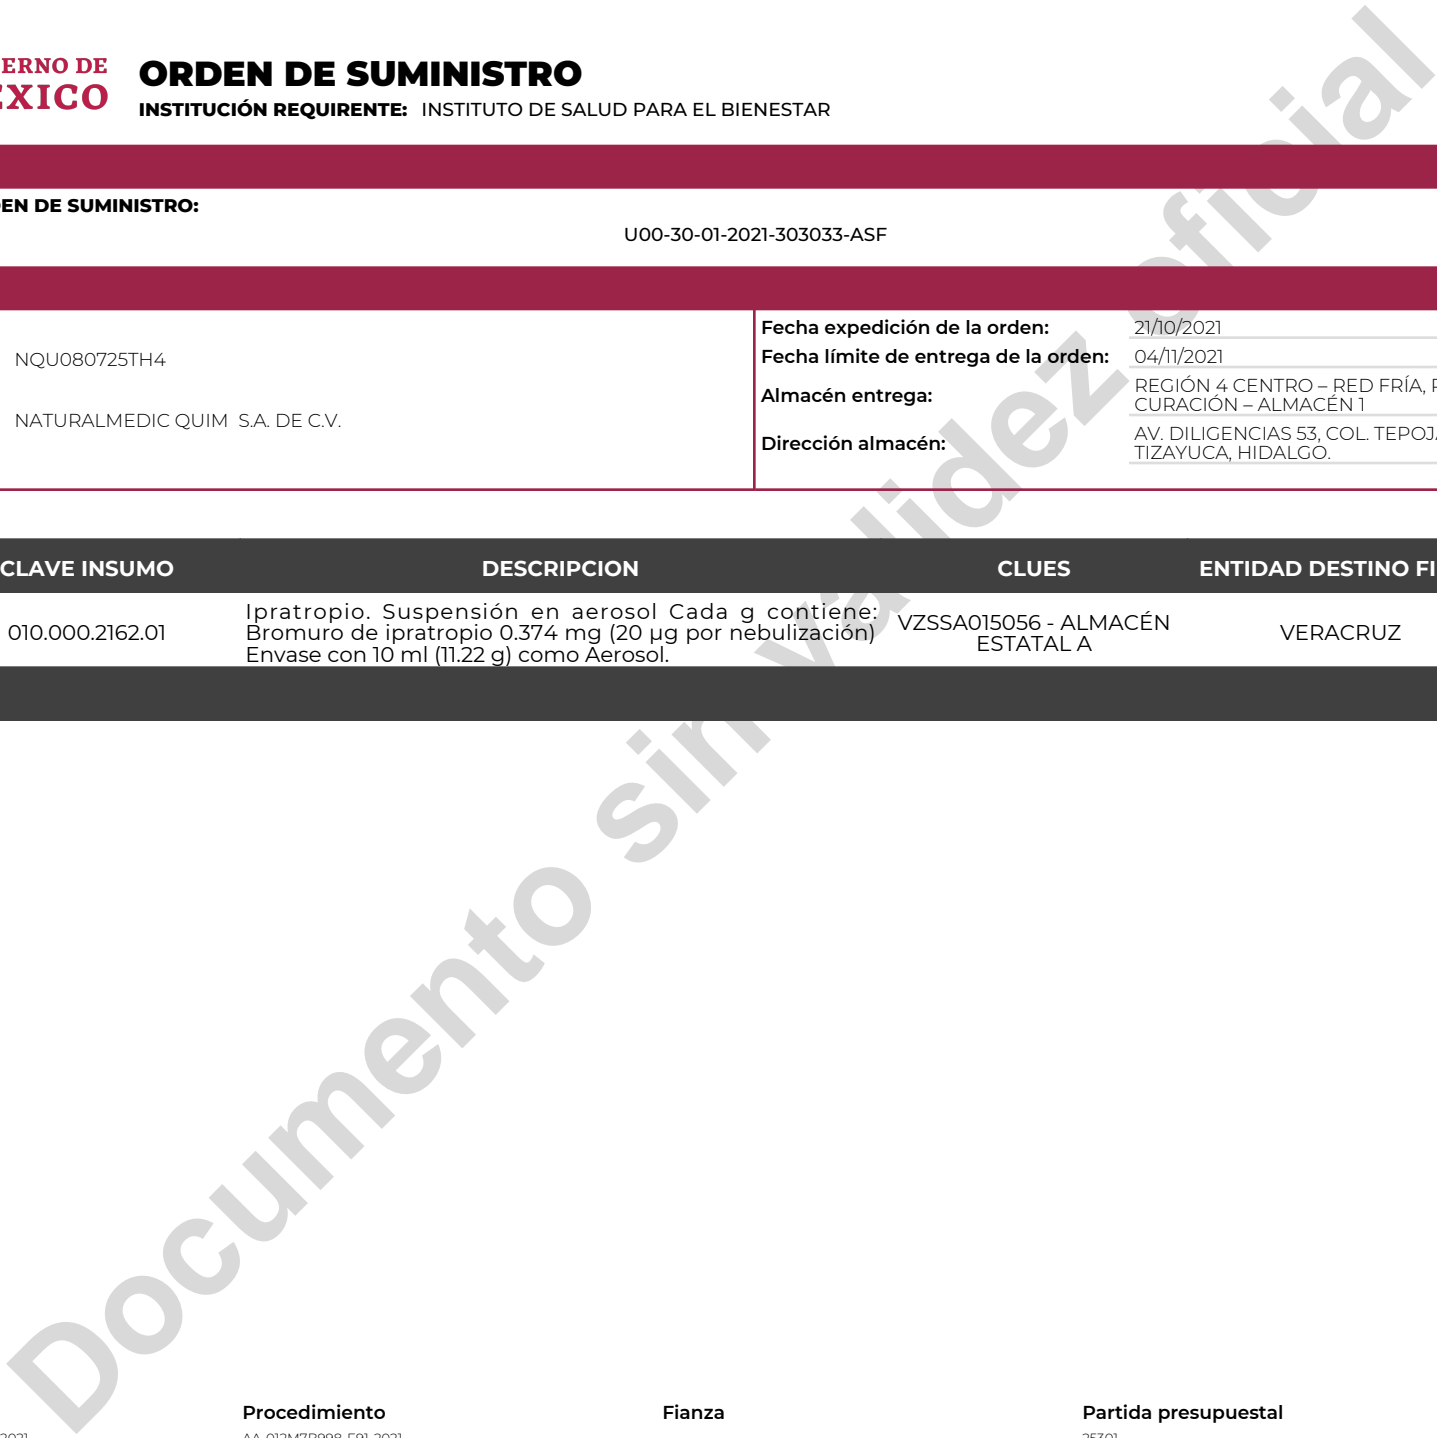 ERNO DE
EXICO
ORDEN DE SUMINISTRO
INSTITUCIÓN REQUIRENTE: INSTITUTO DE SALUD PARA EL BIENESTAR
EN DE SUMINISTRO:
U00-30-01-2021-303033-ASF
NQU080725TH4
NATURALMEDIC QUIM S.A. DE C.V.
Fecha expedición de la orden: 21/10/2021
Fecha límite de entrega de la orden: 04/11/2021
Almacén entrega:
REGIÓN 4 CENTRO – RED FRÍA,
CURACIÓN – ALMACÉN 1
Dirección almacén:
AV. DILIGENCIAS 53, COL. TEPOJA
TIZAYUCA, HIDALGO.
CLAVE INSUMO DESCRIPCION CLUES ENTIDAD DESTINO FI
010.000.2162.01
Ipratropio. Suspensión en aerosol Cada g contiene:
Bromuro de ipratropio 0.374 mg (20 µg por nebulización)
Envase con 10 ml (11.22 g) como Aerosol.
VZSSA015056 - ALMACÉN
ESTATAL A
VERACRUZ
Documento sin validez oficial
Procedimiento Fianza Partida presupuestal